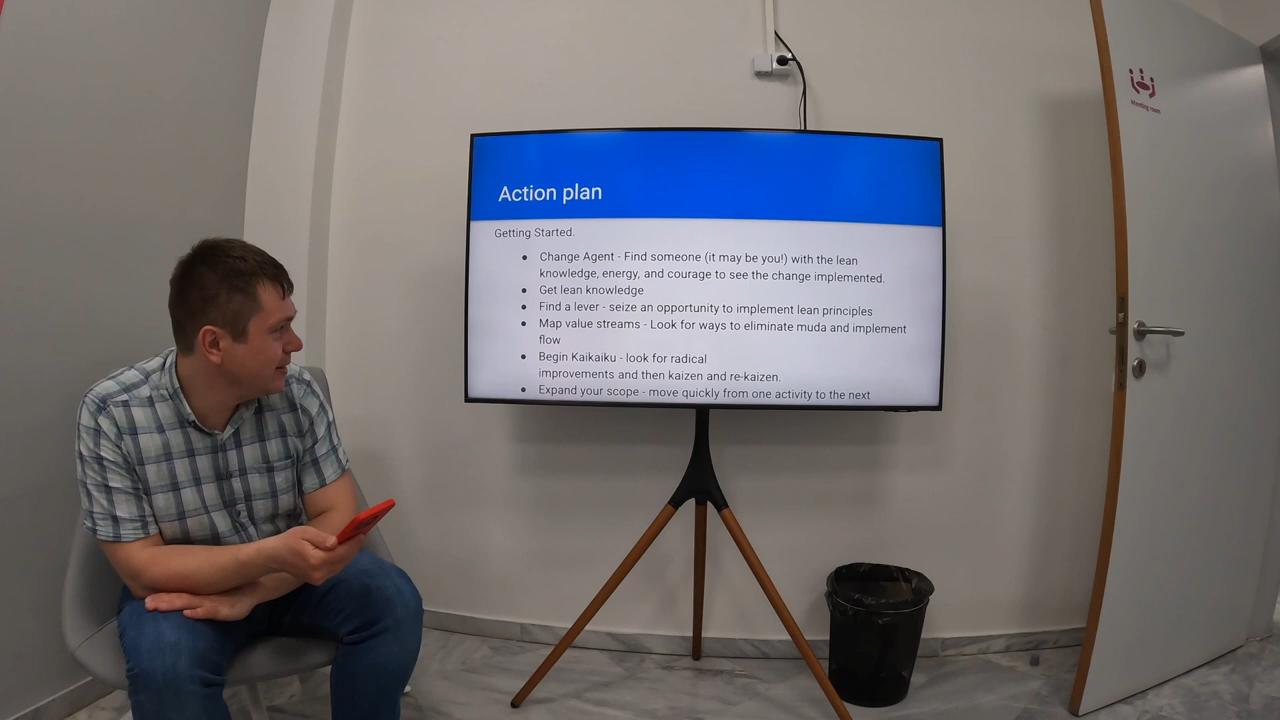 Action plan
Getting Started.
● Change Agent - Find someone (it may be you!) with the lean
knowledge, energy, and courage to see the change implemented.
● Get lean knowledge
● Find a lever - seize an opportunity to implement lean principles
● Map value streams - Look for ways to eliminate muda and implement
flow
● Begin Kaikaiku - look for radical
improvements and then kaizen and re-kaizen.
● Expand your scope - move quickly from one activity to the next
Meeting room